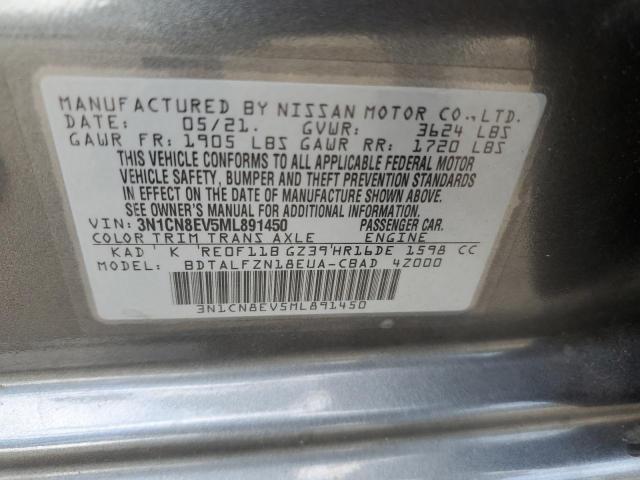 MANUFACTURED BY NISSAN MOTOR CO.,LTD.
DATE: 05/21. GVWR: 3624 LBS
GAWR FR: 1905 LBS GAWR RR: 1720 LBS
THIS VEHICLE CONFORMS TO ALL APPLICABLE FEDERAL MOTOR
VEHICLE SAFETY, BUMPER AND THEFT PREVENTION STANDARDS
IN EFFECT ON THE DATE OF MANUFACTURE SHOWN ABOVE.
SEE OWNER'S MANUAL FOR ADDITIONAL INFORMATION.
VIN: 3N1CN8EV5ML891450 PASSENGER CAR.
COLOR TRIM TRANS AXLE ENGINE
KAD K RE0F11B GZ39 HR16DE 1598 CC
MODEL: BDTALFZN18EUA-CBAD 4Z000
3N1CN8EV5ML891450